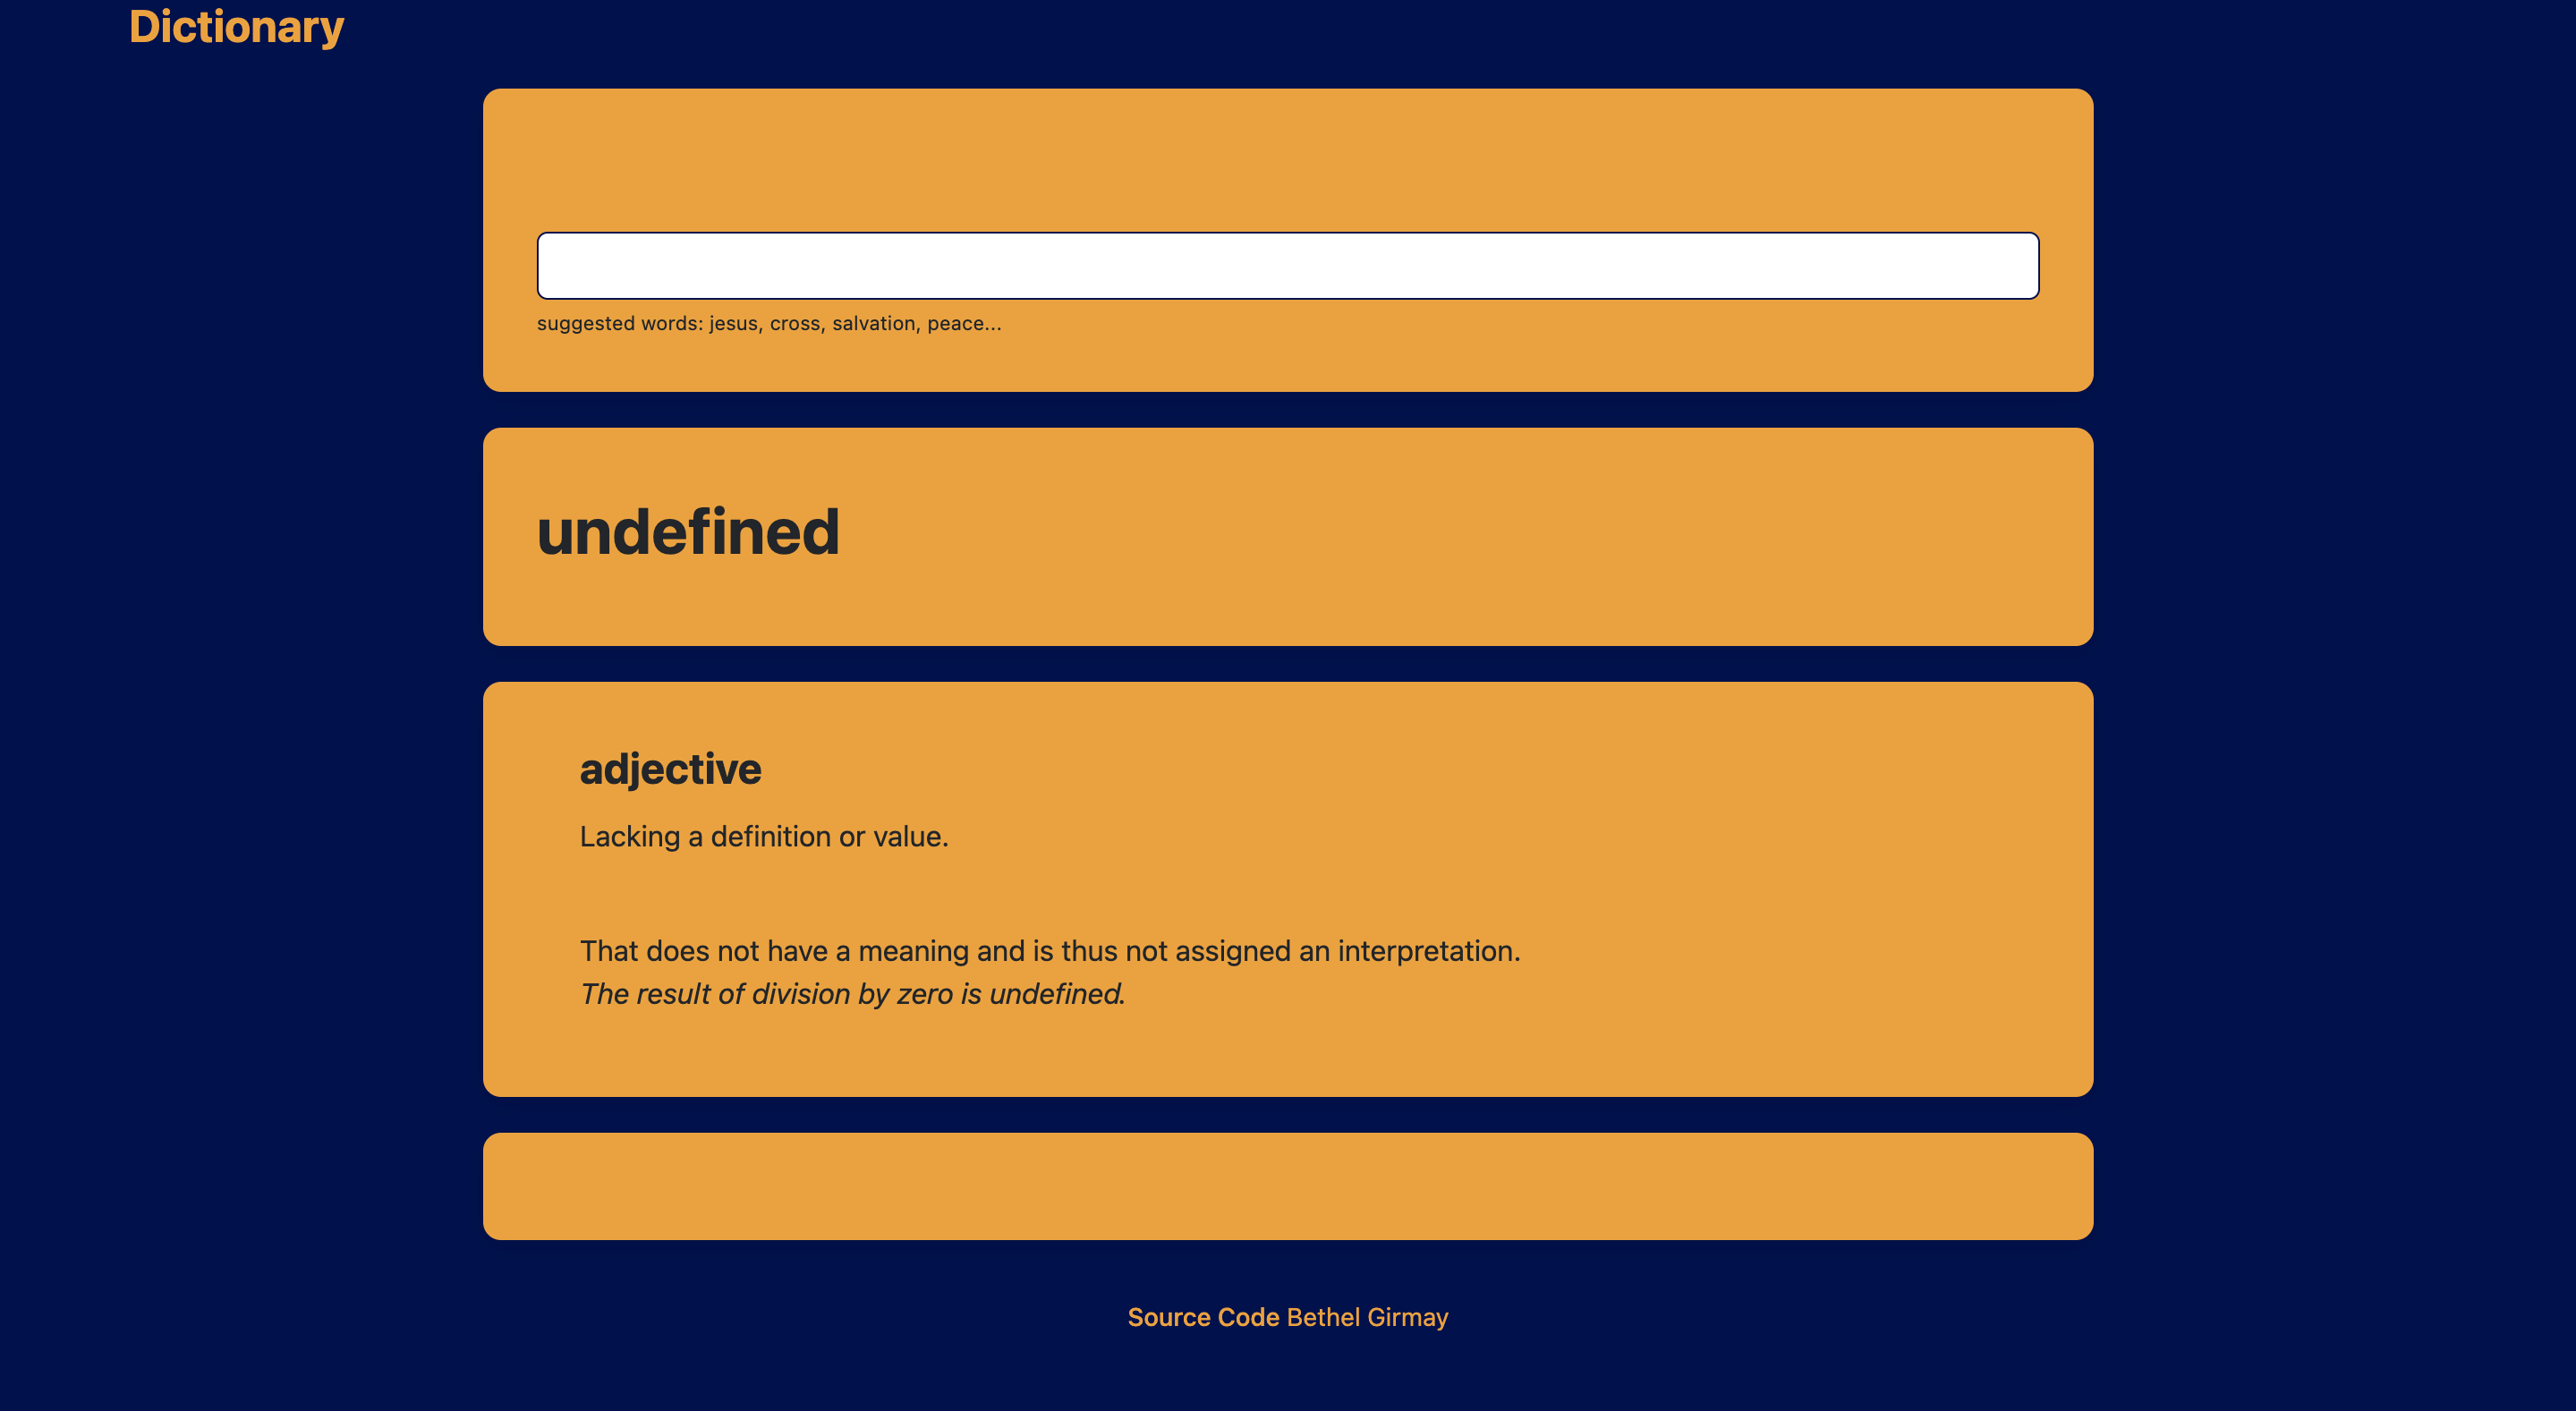 Dictionary
suggested words: jesus, cross, salvation, peace...
undefined
adjective
Lacking a definition or value.
That does not have a meaning and is thus not assigned an interpretation.
The result of division by zero is undefined.
Source Code Bethel Girmay